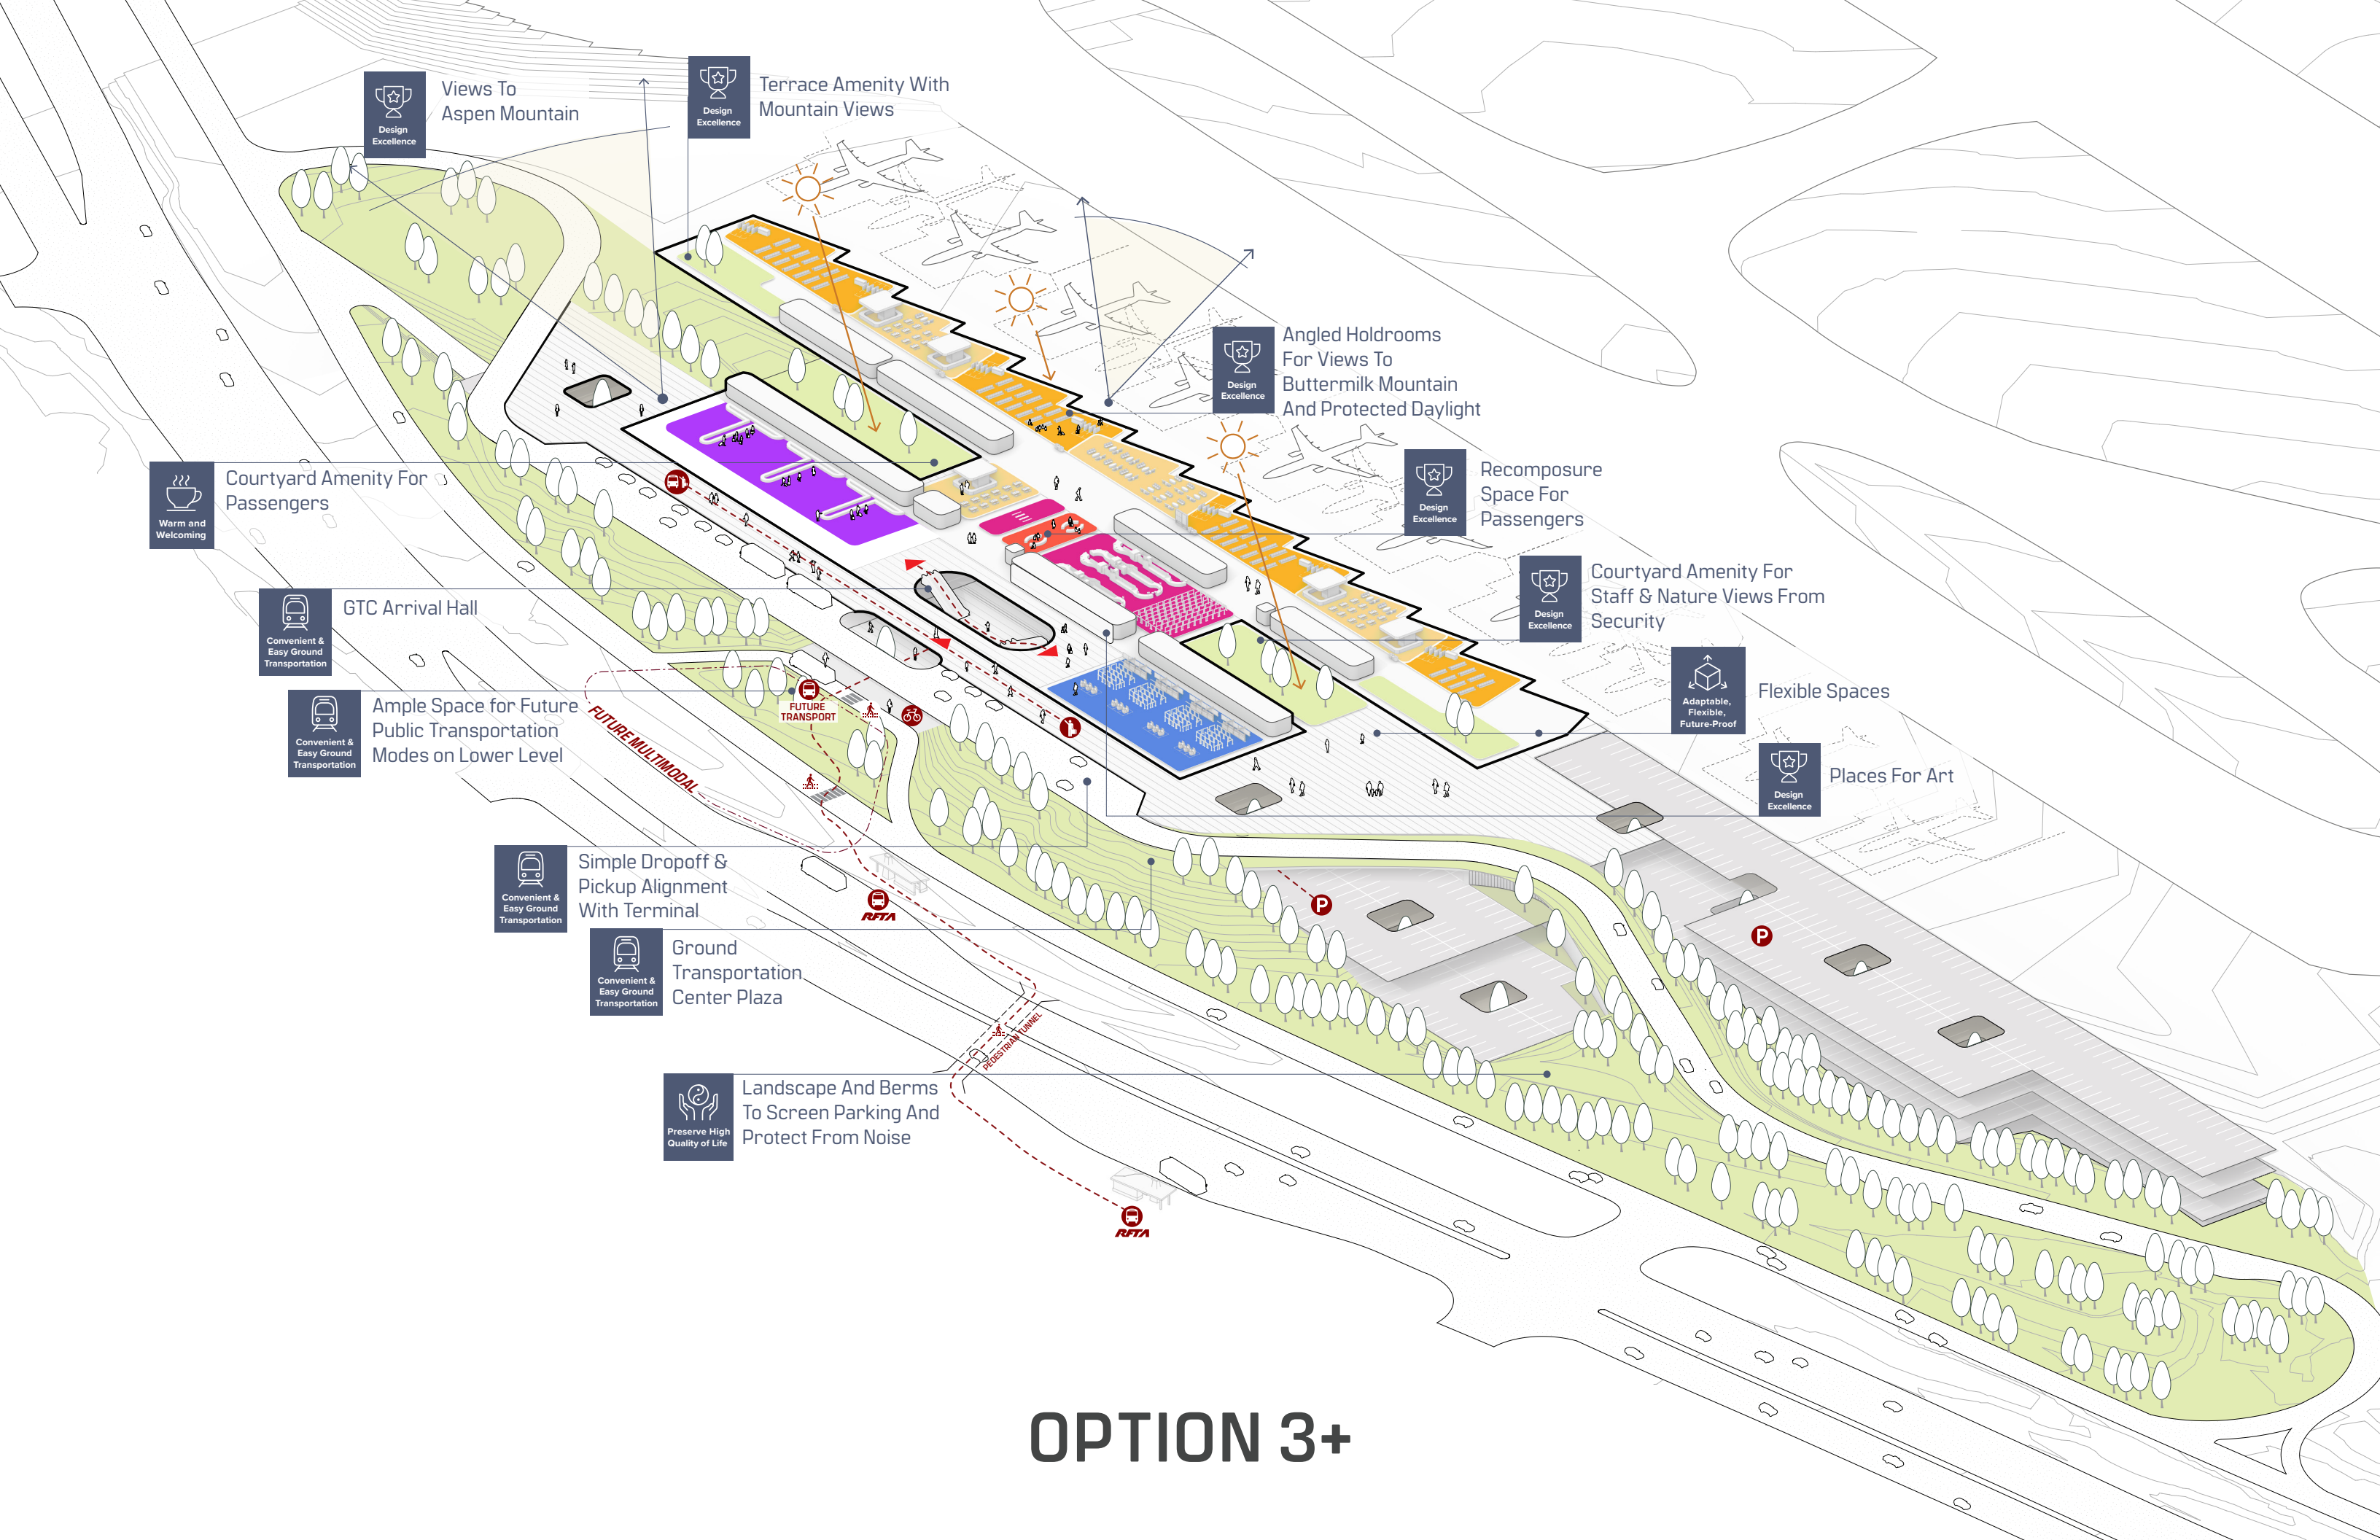 Design
Excellence
Views To
Aspen Mountain
Design
Excellence
Terrace Amenity With
Mountain Views
Design
Excellence
Angled Holdrooms
For Views To
Buttermilk Mountain
And Protected Daylight
Warm and
Welcoming
Courtyard Amenity For
Passengers
Design
Excellence
Recomposure
Space For
Passengers
Design
Excellence
Courtyard Amenity For
Staff & Nature Views From
Security
Convenient &
Easy Ground
Transportation
GTC Arrival Hall
Adaptable,
Flexible,
Future-Proof
Flexible Spaces
Convenient &
Easy Ground
Transportation
Ample Space for Future
Public Transportation
Modes on Lower Level
FUTURE
TRANSPORT
FUTURE MULTIMODAL
Design
Excellence
Places For Art
Convenient &
Easy Ground
Transportation
Simple Dropoff &
Pickup Alignment
With Terminal
RFTA
P
P
Convenient &
Easy Ground
Transportation
Ground
Transportation
Center Plaza
PEDESTRIAN TUNNEL
Preserve High
Quality of Life
Landscape And Berms
To Screen Parking And
Protect From Noise
RFTA
OPTION 3+